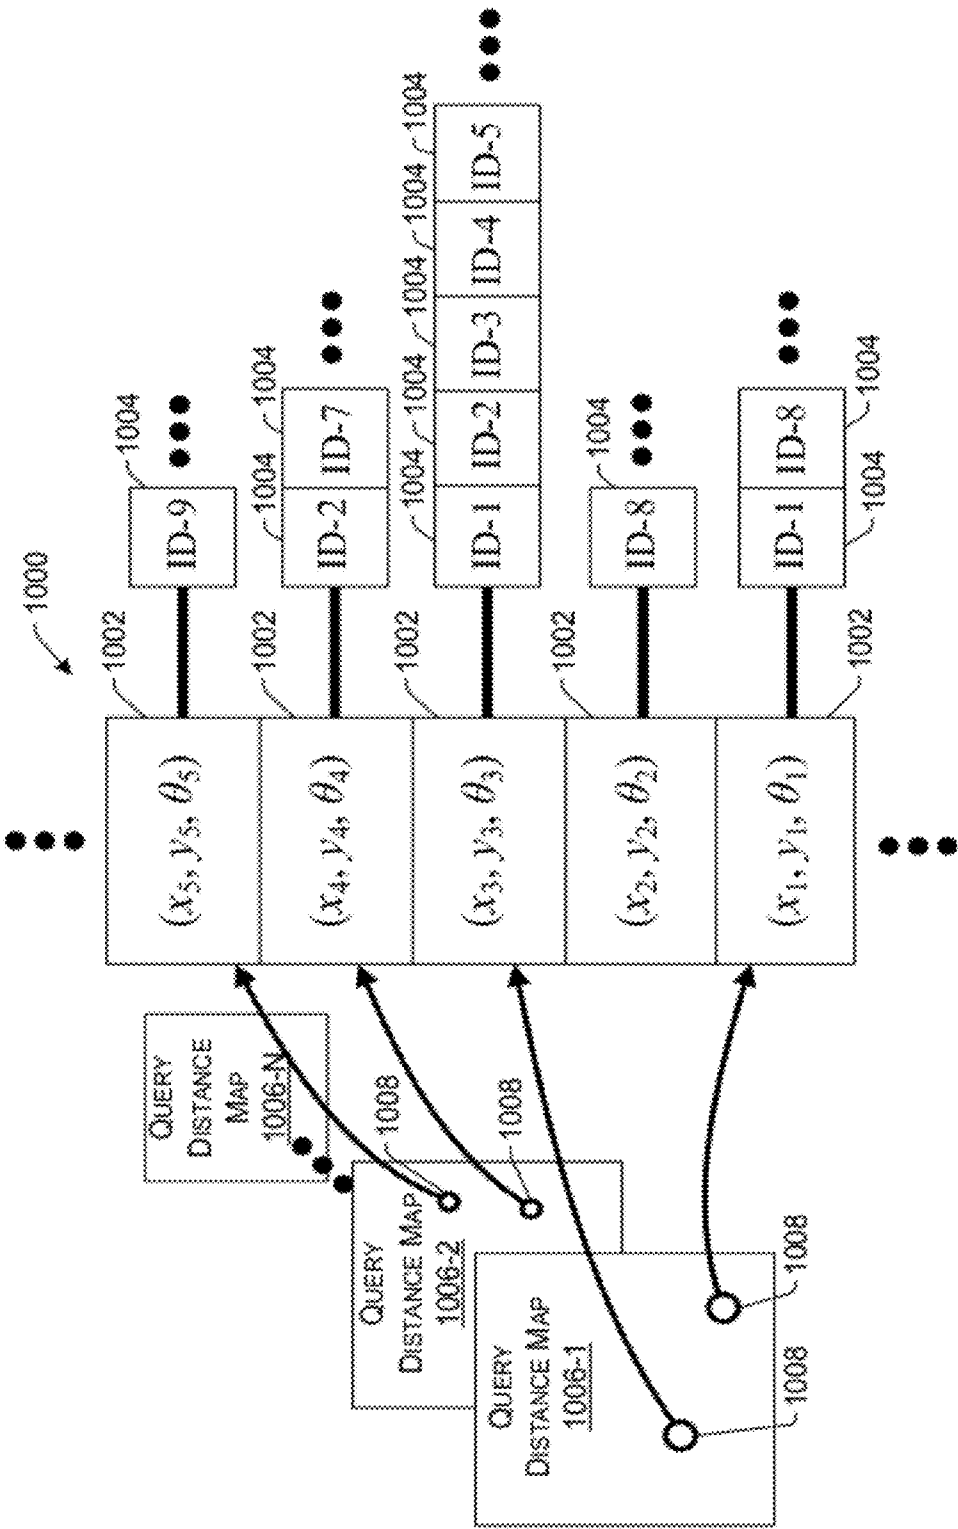 1000
QUERY
DISTANCE
MAP
1006-N
QUERY
DISTANCE MAP
1006-2
QUERY
DISTANCE MAP
1006-1
1008
1008
1008
1008
(x5, y5, θ5)
1002
ID-9
1004
(x4, y4, θ4)
1002
ID-2
ID-7
1004
1004
(x3, y3, θ3)
1002
ID-1
ID-2
ID-3
ID-4
ID-5
1004
1004
1004
1004
1004
(x2, y2, θ2)
1002
ID-8
1004
(x1, y1, θ1)
1002
ID-1
ID-8
1004
1004